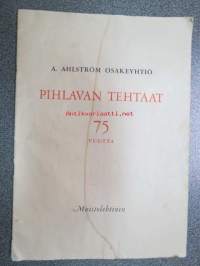 A. AHLSTRÖM OSAKEYHTIÖ
PIHLAVAN TEHTAAT
75
VUOTTA
Muistolehtinen